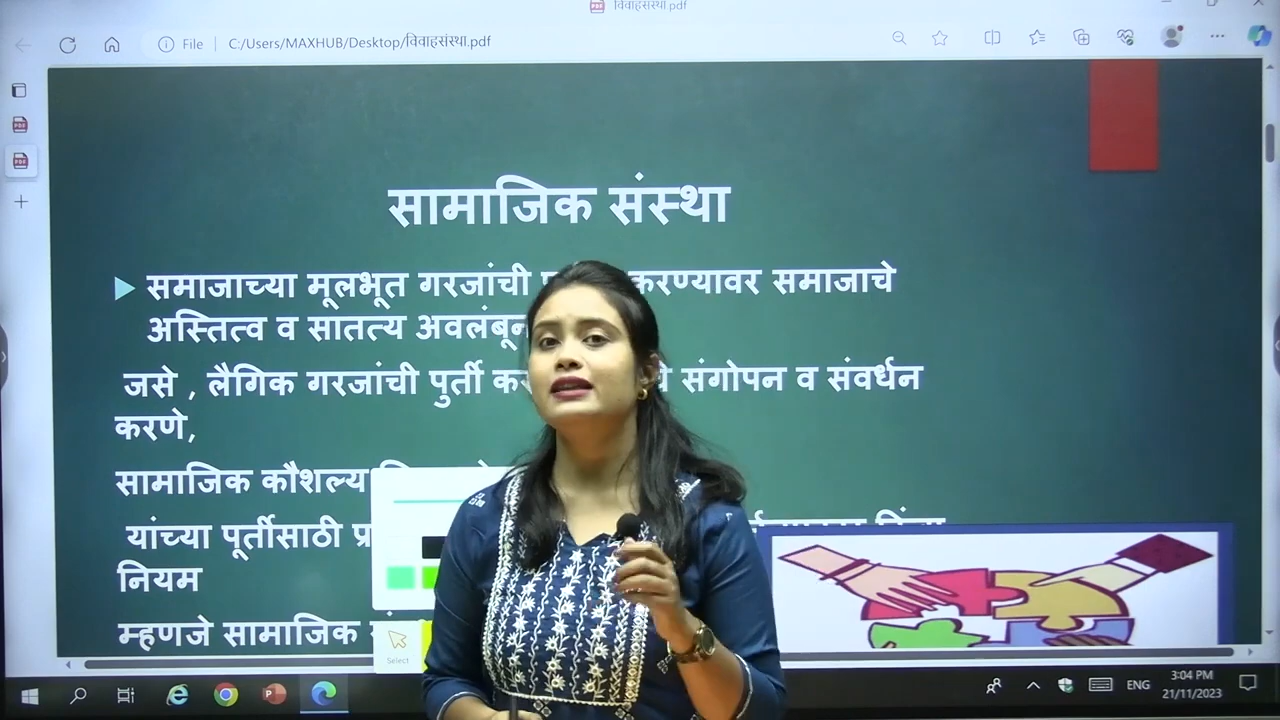 विवाहसंस्था.pdf
File
C:/Users/MAXHUB/Desktop/विवाहसंस्था.pdf
सामाजिक संस्था
समाजाच्या मूलभूत गरजांची करण्यावर समाजाचे
अस्तित्व व सातत्य अवलंबून
जसे , लैगिक गरजांची पुर्ती संगोपन व संवर्धन
करणे,
सामाजिक कौशल्य
यांच्या पूर्तीसाठी
नियम
म्हणजे सामाजिक
Select
ENG
3:04 PM
21/11/2023